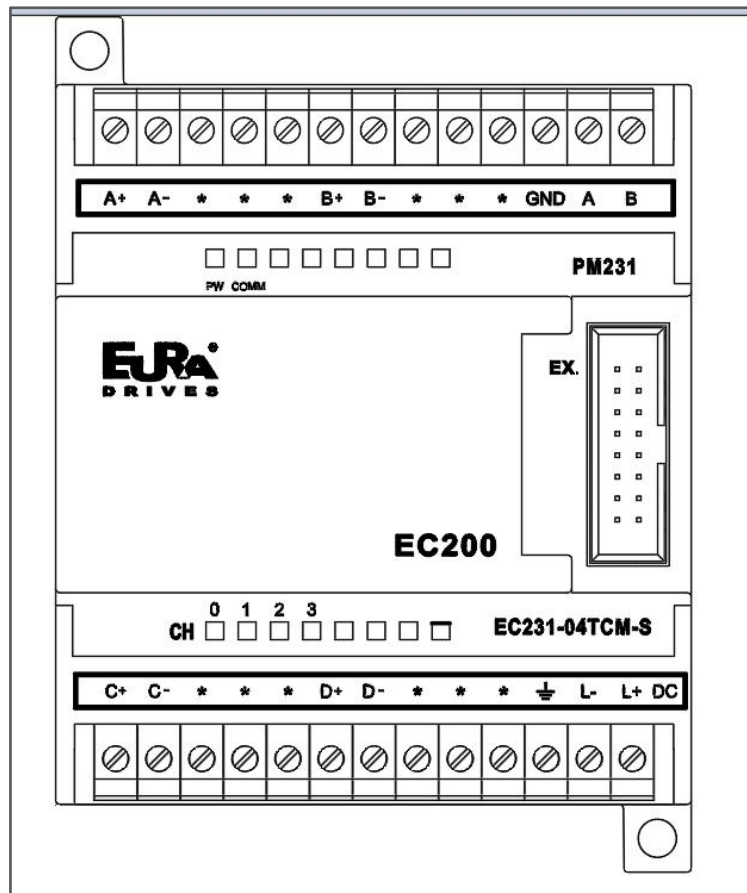 A+ A- * * * B+ B- * * * GND A B
PW COMM
PM231
EURA®
DRIVES
EX.
EC200
0 1 2 3
CH
EC231-04TCM-S
C+ C- * * * D+ D- * * * ⏚ L- L+ DC